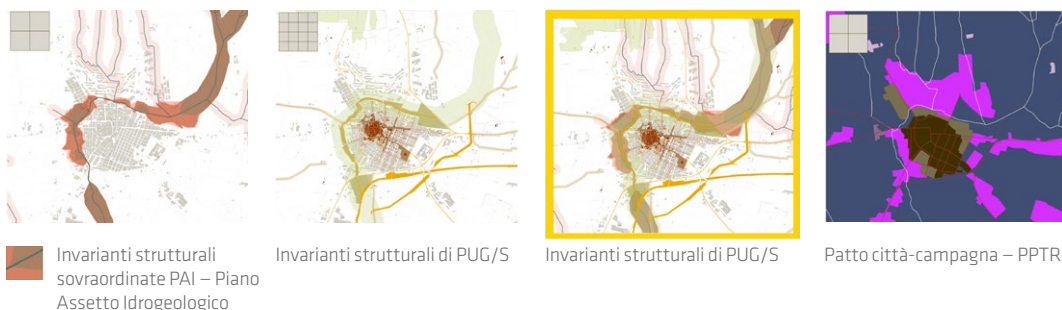 Invarianti strutturali
sovraordinate PAI – Piano
Assetto Idrogeologico
Invarianti strutturali di PUG/S
Invarianti strutturali di PUG/S
Patto città-campagna – PPTR